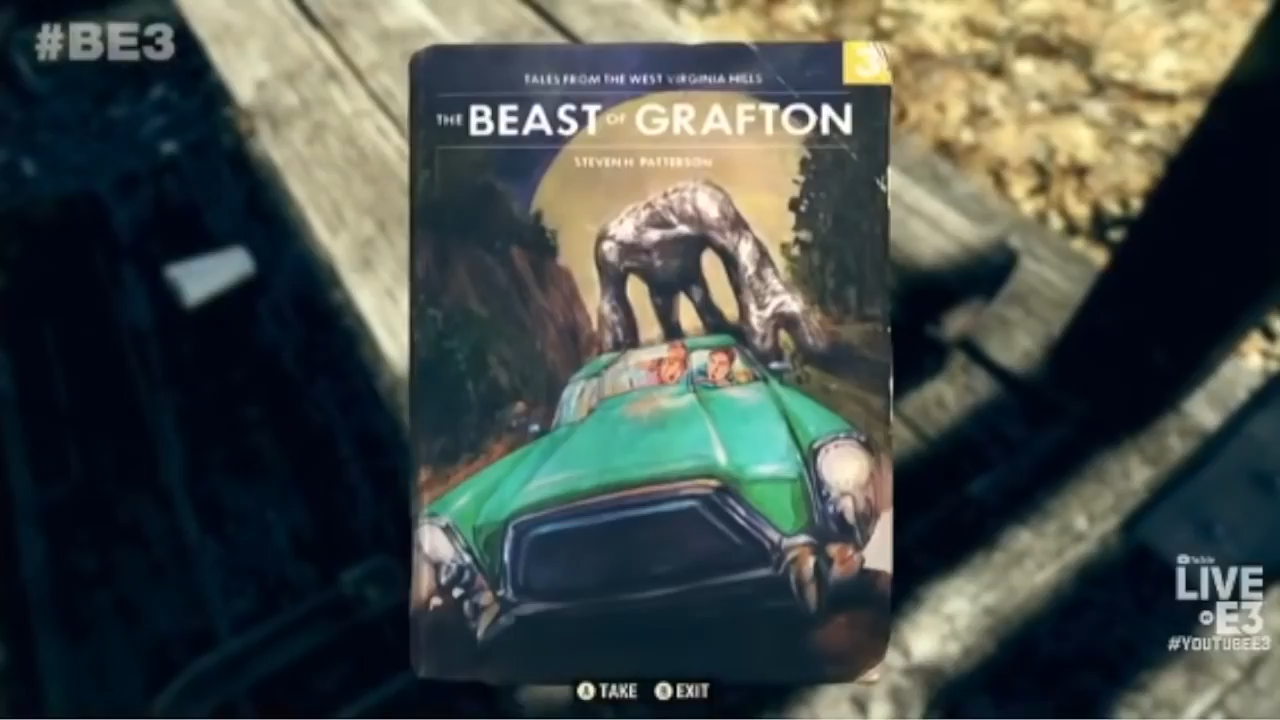 #BE3
3
TALES FROM THE WEST VIRGINIA HILLS
THE BEAST OF GRAFTON
STEVEN H PATTERSON
YouTube
LIVE
@E3
#YOUTUBEE3
A TAKE B EXIT